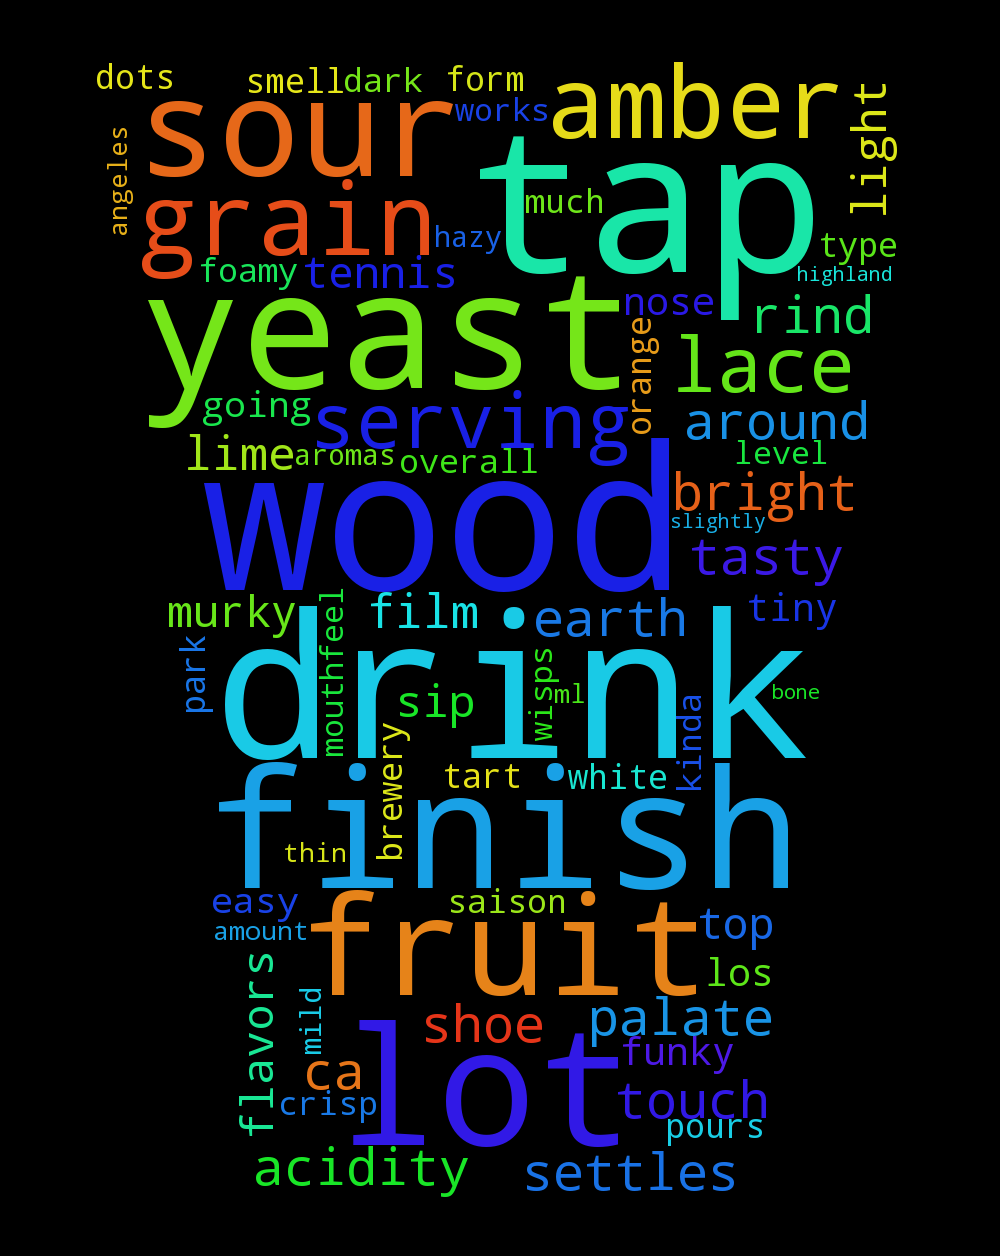 dots
smell
dark
form
works
amber
sour
angeles
light
tap
grain
much
hazy
type
foamy
tennis
highland
yeast
nose
rind
orange
lace
going
serving
around
lime
aromas
overall
level
wood
bright
slightly
tasty
murky
mouthfeel
film
earth
tiny
park
drink
sip
wisps
ml
kinda
bone
brewery
tart
white
finish
thin
easy
saison
amount
fruit
top
flavors
los
mild
shoe
palate
lot
funky
ca
crisp
touch
pours
acidity
settles